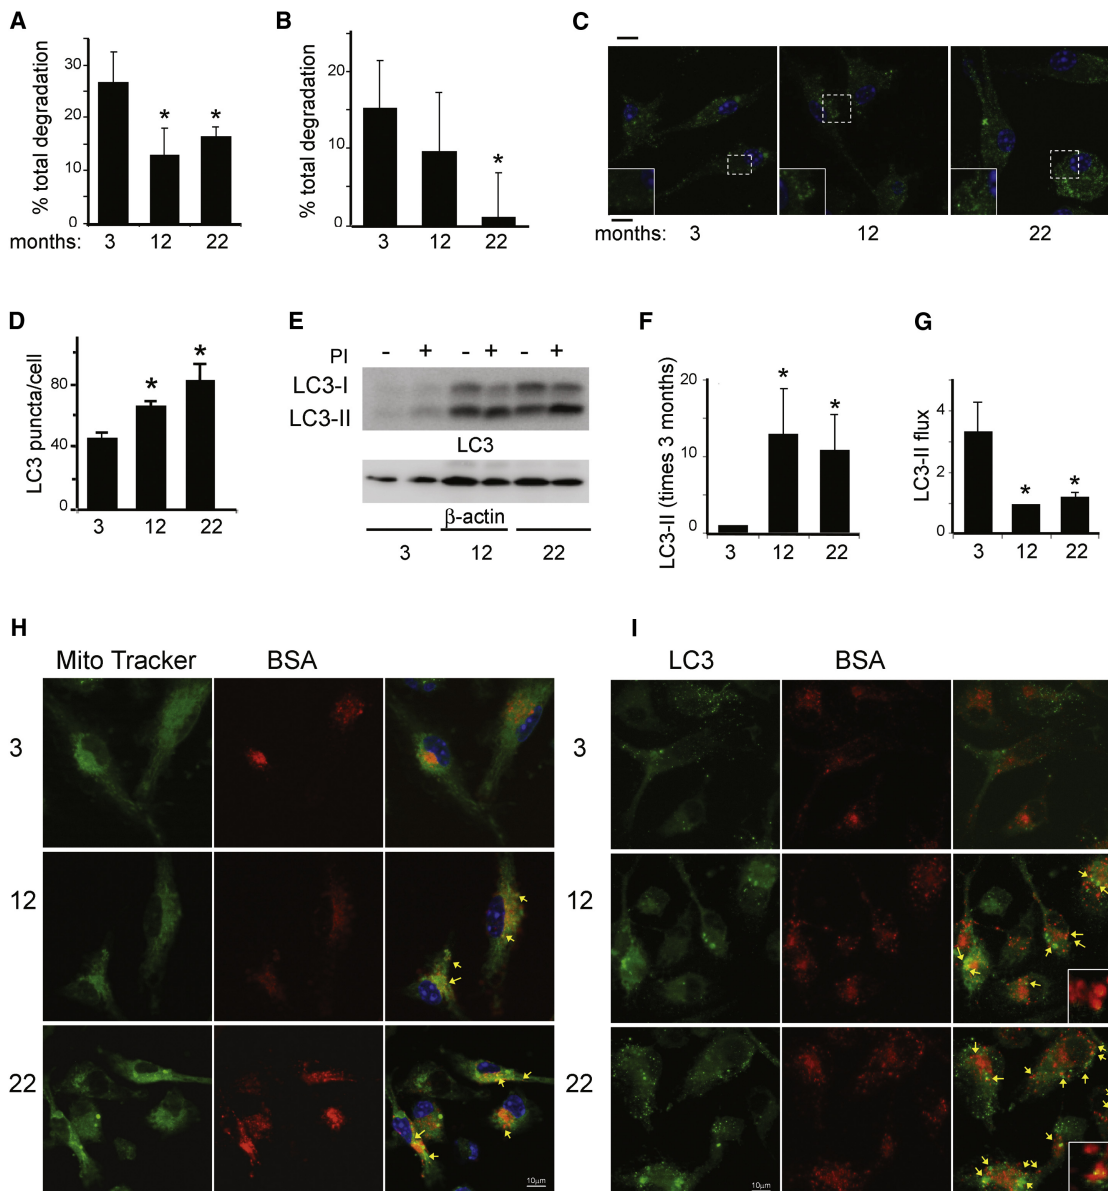 A
% total degradation
30
20
10
0
*
*
months:
3
12
22
B
% total degradation
20
10
0
*
3
12
22
C
months:
3
12
22
D
LC3 puncta/cell
80
40
0
*
*
3
12
22
E
PI
- + - + - +
LC3-I
LC3-II
LC3
β-actin
3
12
22
F
LC3-II (times 3 months)
20
10
0
*
*
3
12
22
G
LC3-II flux
4
2
0
*
*
3
12
22
H
Mito Tracker
BSA
3
12
22
10µm
I
LC3
BSA
3
12
22
10µm